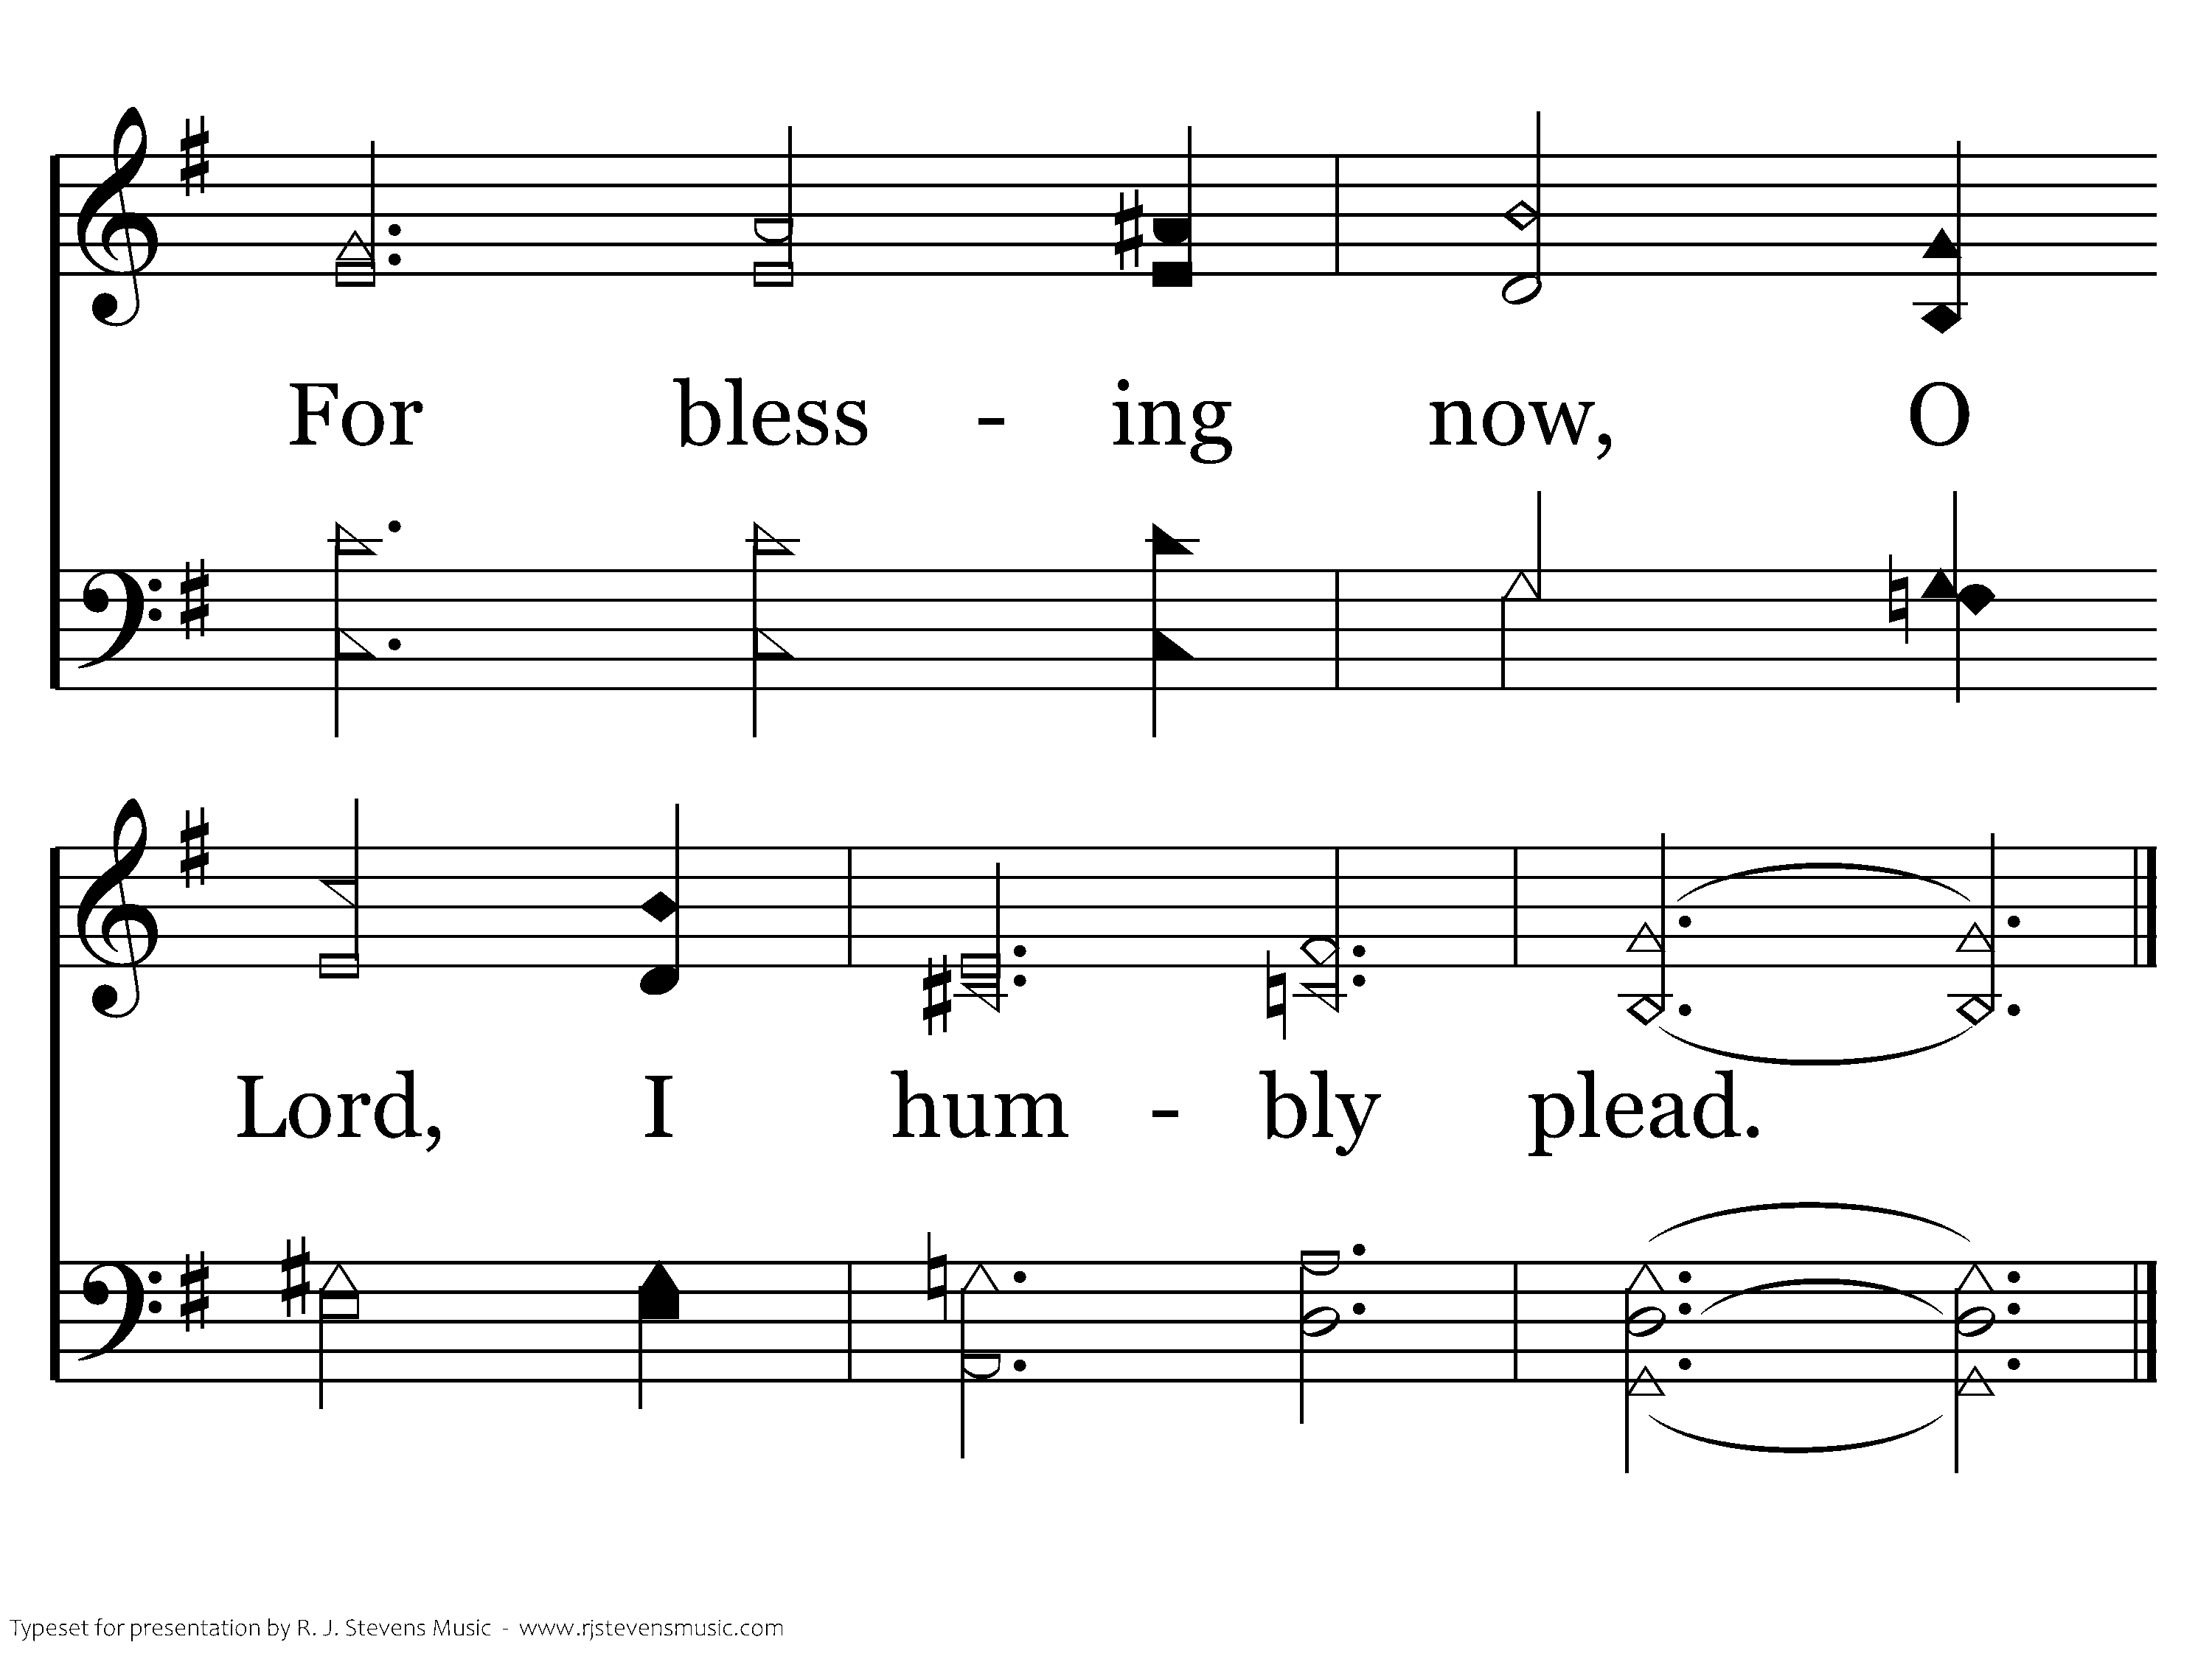 For bless - ing now, O
Lord, I hum - bly plead.
Typeset for presentation by R. J. Stevens Music - www.rjstevensmusic.com